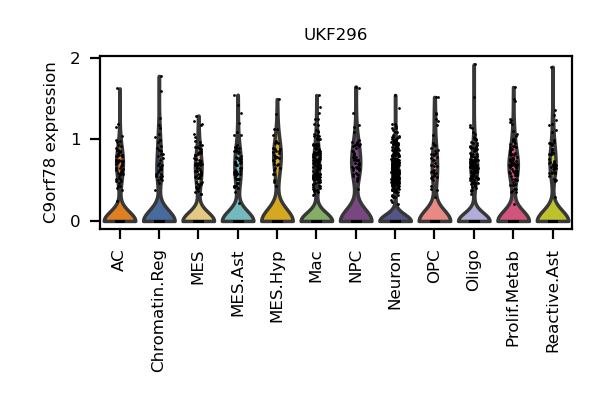 UKF296
C9orf78 expression
2
1
0
AC
Chromatin.Reg
MES
MES.Ast
MES.Hyp
Mac
NPC
Neuron
OPC
Oligo
Prolif.Metab
Reactive.Ast